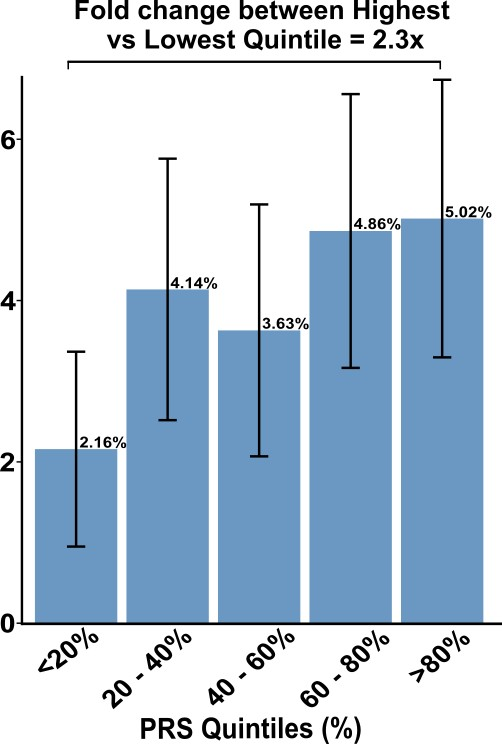 Fold change between Highest
vs Lowest Quintile = 2.3x
6
4
2
0
2.16%
4.14%
3.63%
4.86%
5.02%
<20%
20 - 40%
40 - 60%
60 - 80%
>80%
PRS Quintiles (%)